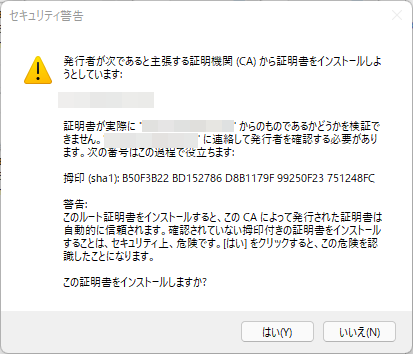 セキュリティ警告
発行者が次であると主張する証明機関 (CA) から証明書をインストールしよ
うとしています:
証明書が実際に "
" からのものであるかどうかを検証で
きません。"
" に連絡して発行者を確認する必要があり
ます。次の番号はこの過程で役立ちます:
拇印 (sha1): B50F3B22 BD152786 D8B1179F 99250F23 751248FC
警告:
このルート証明書をインストールすると、この CA によって発行された証明書は
自動的に信頼されます。確認されていない拇印付きの証明書をインストール
することは、セキュリティ上、危険です。[はい] をクリックすると、この危険を認
識したことになります。
この証明書をインストールしますか?
はい(Y)
いいえ(N)